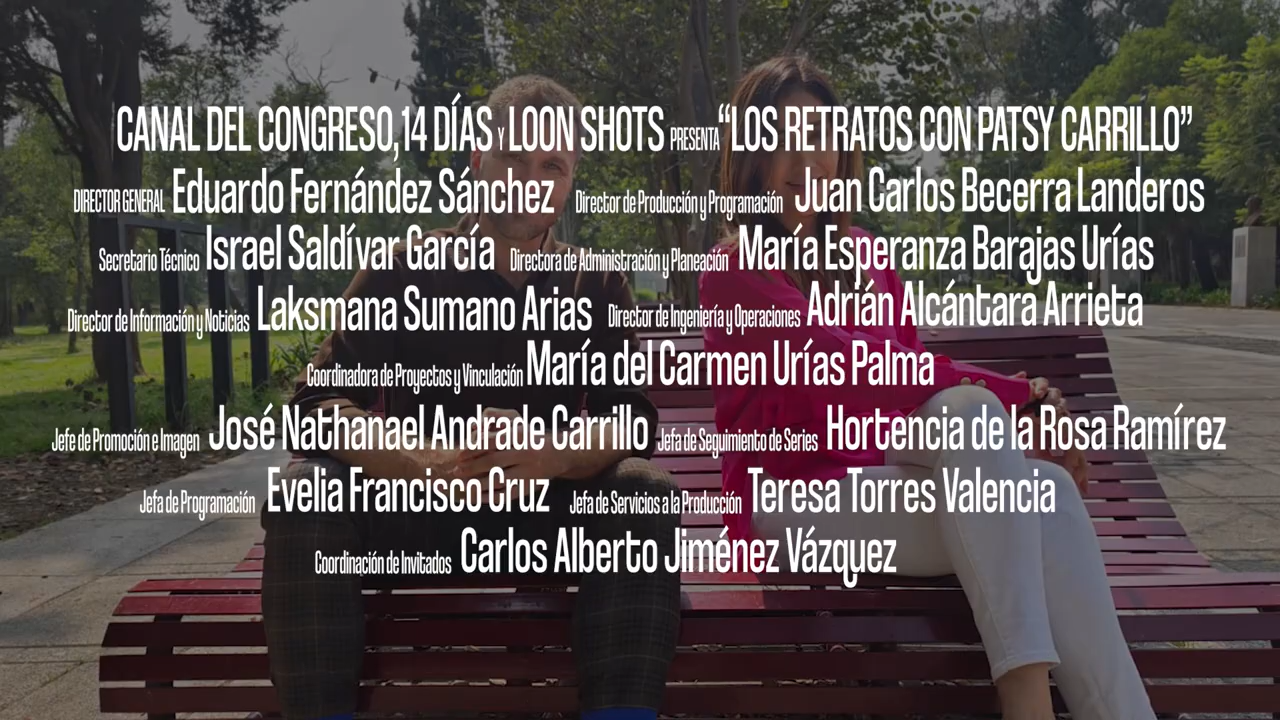 CANAL DEL CONGRESO, 14 DÍAS Y LOON SHOTS PRESENTA “LOS RETRATOS CON PATSY CARRILLO”
DIRECTOR GENERAL Eduardo Fernández Sánchez Director de Producción y Programación Juan Carlos Becerra Landeros
Secretario Técnico Israel Saldívar García Directora de Administración y Planeación María Esperanza Barajas Urías
Director de Información y Noticias Laksmana Sumano Arias Director de Ingeniería y Operaciones Adrián Alcántara Arrieta
Coordinadora de Proyectos y Vinculación María del Carmen Urías Palma
Jefe de Promoción e Imagen José Nathanael Andrade Carrillo Jefa de Seguimiento de Series Hortencia de la Rosa Ramírez
Jefa de Programación Evelia Francisco Cruz Jefa de Servicios a la Producción Teresa Torres Valencia
Coordinación de Invitados Carlos Alberto Jiménez Vázquez